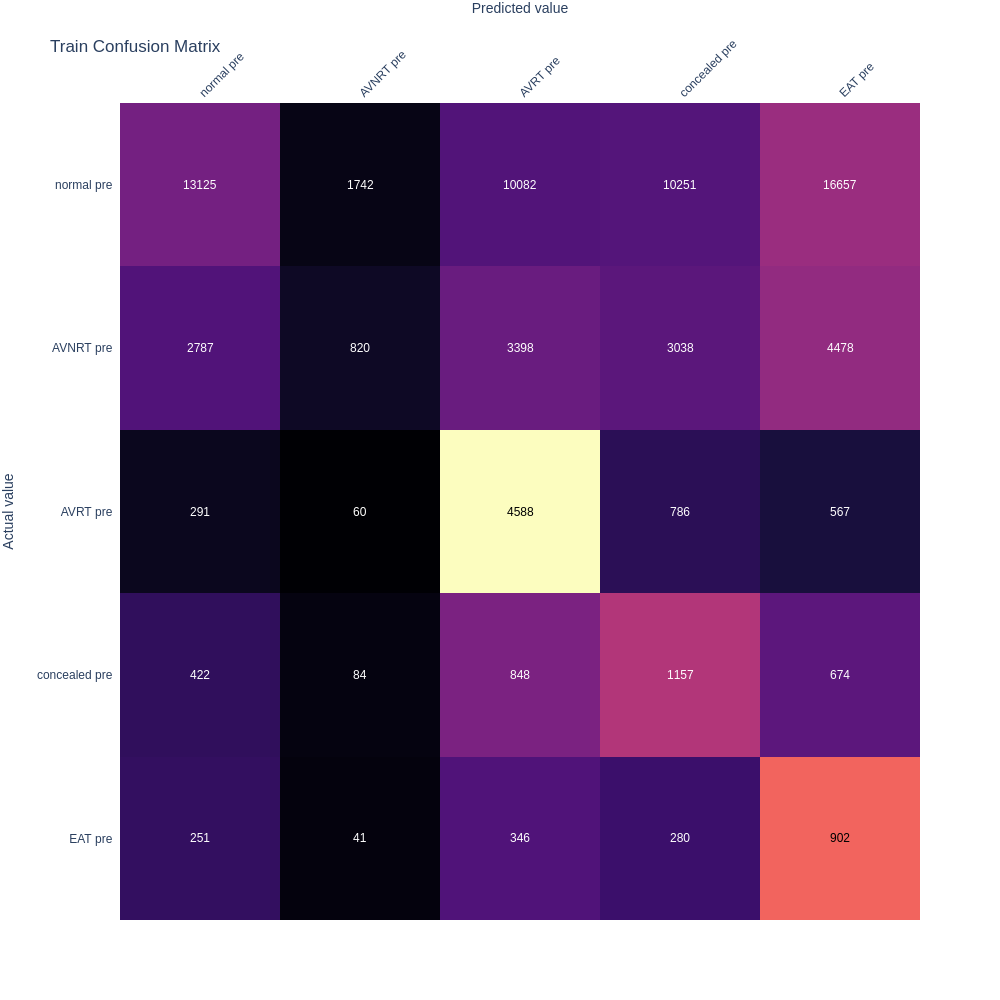 Predicted value
Train Confusion Matrix
normal pre AVNRT pre AVRT pre concealed pre EAT pre
normal pre 13125 1742 10082 10251 16657
AVNRT pre 2787 820 3398 3038 4478
Actual value
AVRT pre 291 60 4588 786 567
concealed pre 422 84 848 1157 674
EAT pre 251 41 346 280 902